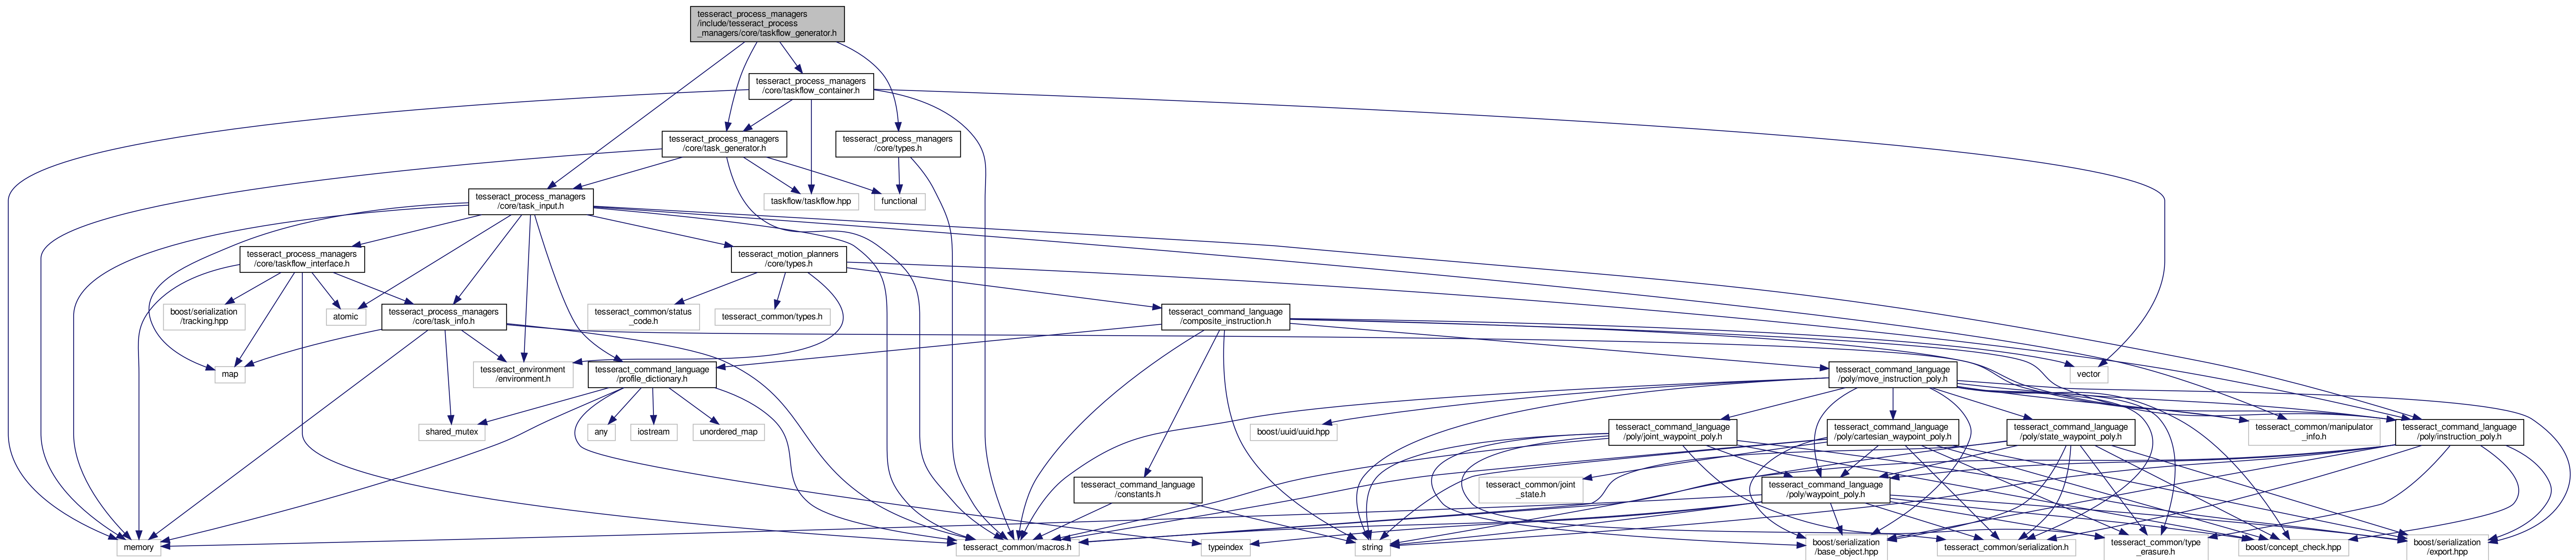 tesseract_process_managers
/include/tesseract_process
_managers/core/taskflow_generator.h
tesseract_process_managers
/core/taskflow_container.h
tesseract_process_managers
/core/task_generator.h
tesseract_process_managers
/core/types.h
tesseract_process_managers
/core/task_input.h
taskflow/taskflow.hpp
functional
tesseract_process_managers
/core/taskflow_interface.h
tesseract_motion_planners
/core/types.h
boost/serialization
/tracking.hpp
atomic
tesseract_process_managers
/core/task_info.h
tesseract_common/status
_code.h
tesseract_common/types.h
tesseract_command_language
/composite_instruction.h
map
tesseract_environment
/environment.h
tesseract_command_language
/profile_dictionary.h
tesseract_command_language
/poly/move_instruction_poly.h
vector
shared_mutex
any
iostream
unordered_map
boost/uuid/uuid.hpp
tesseract_command_language
/poly/joint_waypoint_poly.h
tesseract_command_language
/poly/cartesian_waypoint_poly.h
tesseract_command_language
/poly/state_waypoint_poly.h
tesseract_common/manipulator
_info.h
tesseract_command_language
/poly/instruction_poly.h
tesseract_command_language
/constants.h
tesseract_common/joint
_state.h
tesseract_command_language
/poly/waypoint_poly.h
memory
tesseract_common/macros.h
typeindex
string
boost/serialization
/base_object.hpp
tesseract_common/serialization.h
tesseract_common/type
_erasure.h
boost/concept_check.hpp
boost/serialization
/export.hpp